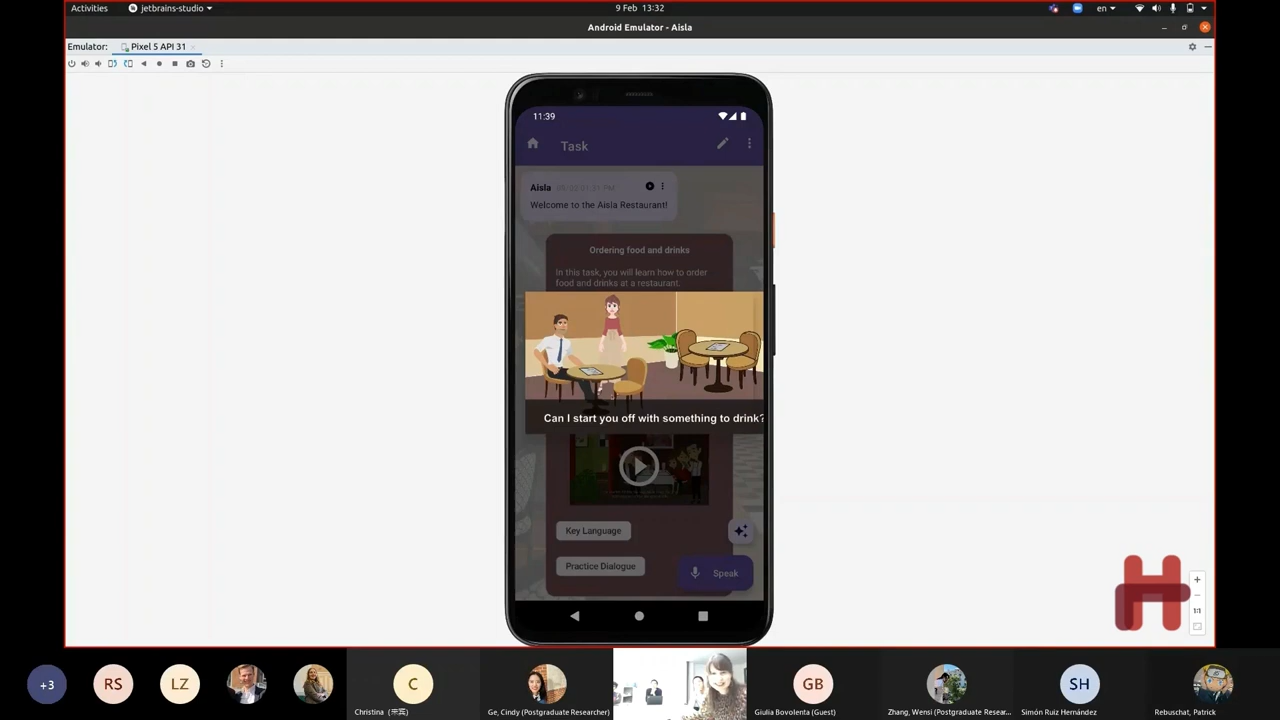 Activities
jetbrains-studio
9 Feb 13:32
en
Android Emulator - Aisla
Emulator:
Pixel 5 API 31
11:39
Task
Aisla
Welcome to the Aisla Restaurant!
Ordering food and drinks
In this task, you will learn how to order
food and drinks at a restaurant.
Can I start you off with something to drink?
Key Language
Practice Dialogue
Speak
H
1:1
+3
RS
LZ
C
GB
SH
Christina (宋宾)
Ge, Cindy (Postgraduate Researcher)
Giulia Bovolenta (Guest)
Zhang, Wensi (Postgraduate Resear...
Simón Ruiz Hernández
Rebuschat, Patrick